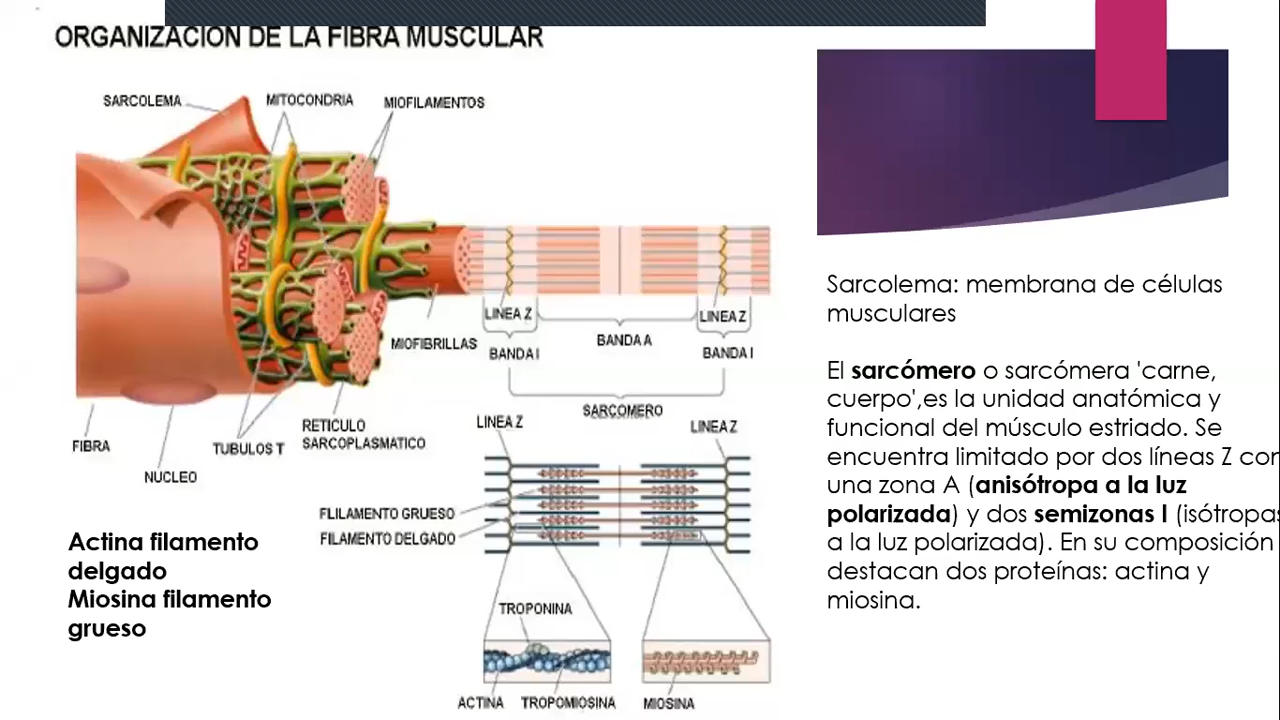 ORGANIZACION DE LA FIBRA MUSCULAR
SARCOLEMA
MITOCONDRIA
MIOFILAMENTOS
LINEA Z
LINEA Z
BANDA A
MIOFIBRILLAS
BANDA I
BANDA I
SARCOMERO
FIBRA
NUCLEO
TUBULOS T
RETICULO
SARCOPLASMATICO
LINEA Z
LINEA Z
FLILAMENTO GRUESO
FILAMENTO DELGADO
TROPONINA
ACTINA
TROPOMIOSINA
MIOSINA
Actina filamento
delgado
Miosina filamento
grueso
Sarcolema: membrana de células
musculares
El sarcómero o sarcómera 'carne,
cuerpo',es la unidad anatómica y
funcional del músculo estriado. Se
encuentra limitado por dos líneas Z con
una zona A (anisótropa a la luz
polarizada) y dos semizonas I (isótropas
a la luz polarizada). En su composición
destacan dos proteínas: actina y
miosina.